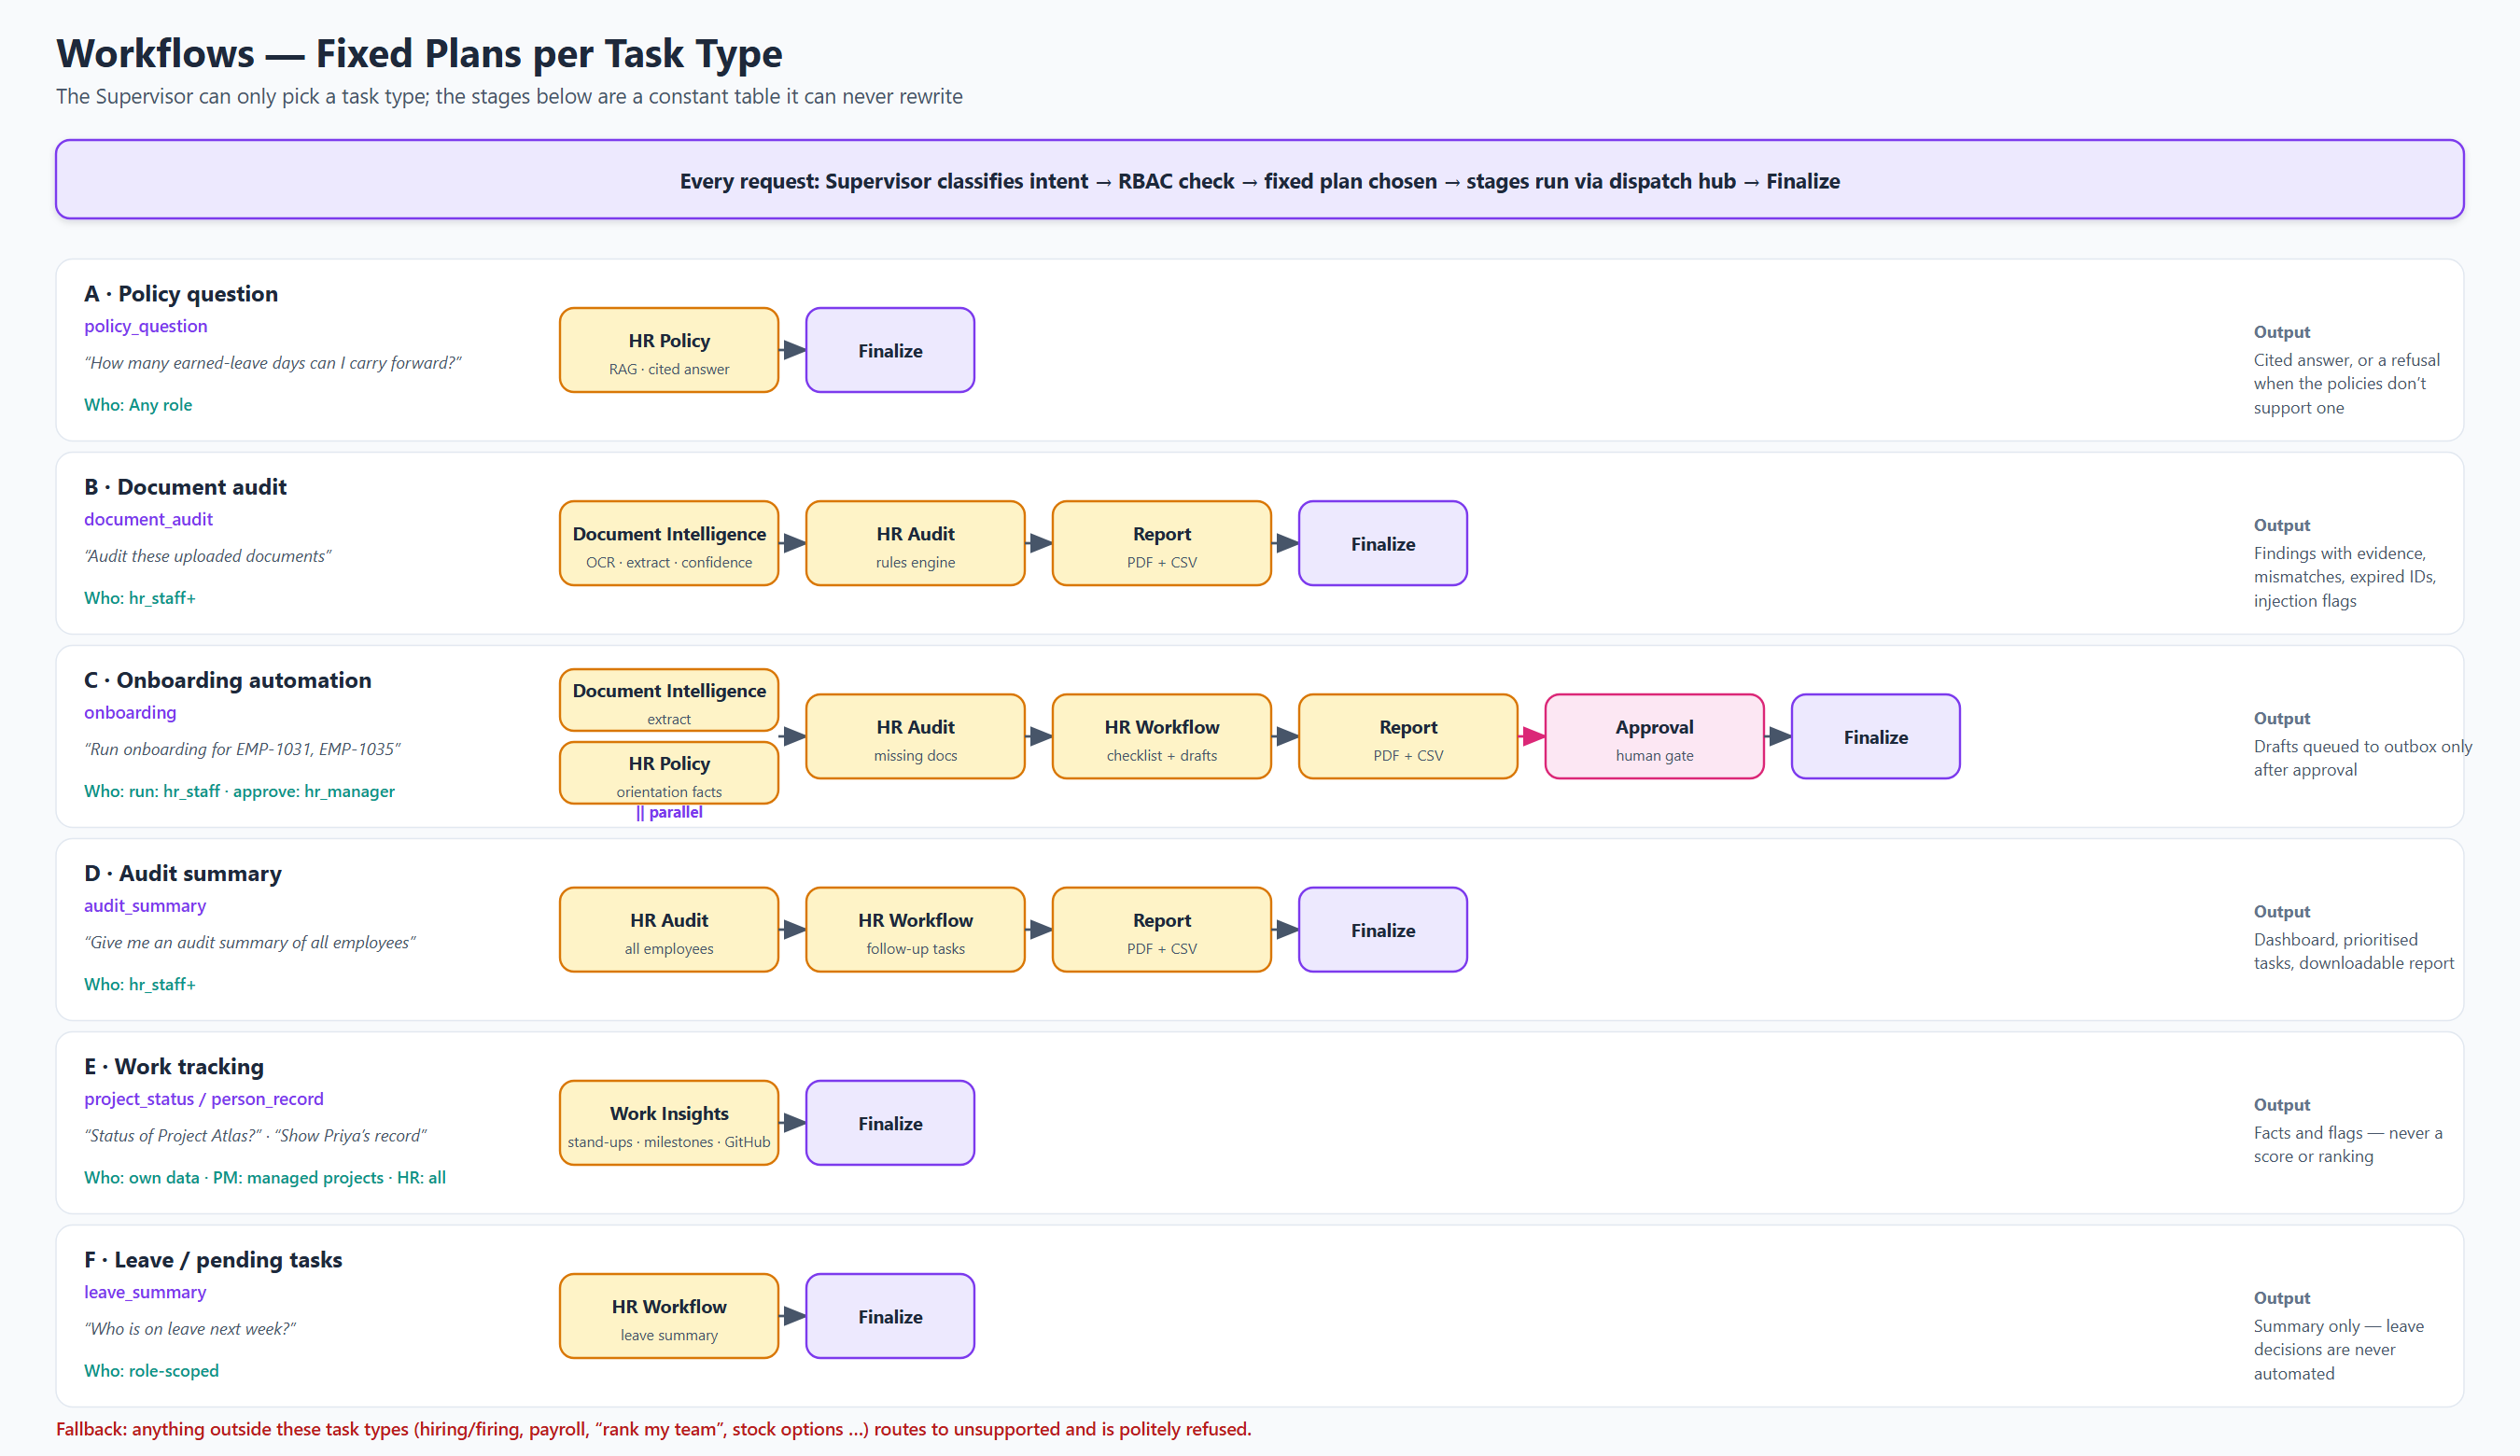 Workflows — Fixed Plans per Task Type
The Supervisor can only pick a task type; the stages below are a constant table it can never rewrite
Every request: Supervisor classifies intent → RBAC check → fixed plan chosen → stages run via dispatch hub → Finalize
A · Policy question
policy_question
“How many earned-leave days can I carry forward?”
Who: Any role
HR Policy
RAG · cited answer
Finalize
Output
Cited answer, or a refusal
when the policies don’t
support one
B · Document audit
document_audit
“Audit these uploaded documents”
Who: hr_staff+
Document Intelligence
OCR · extract · confidence
HR Audit
rules engine
Report
PDF + CSV
Finalize
Output
Findings with evidence,
mismatches, expired IDs,
injection flags
C · Onboarding automation
onboarding
“Run onboarding for EMP-1031, EMP-1035”
Who: run: hr_staff · approve: hr_manager
Document Intelligence
extract
HR Policy
orientation facts
|| parallel
HR Audit
missing docs
HR Workflow
checklist + drafts
Report
PDF + CSV
Approval
human gate
Finalize
Output
Drafts queued to outbox only
after approval
D · Audit summary
audit_summary
“Give me an audit summary of all employees”
Who: hr_staff+
HR Audit
all employees
HR Workflow
follow-up tasks
Report
PDF + CSV
Finalize
Output
Dashboard, prioritised
tasks, downloadable report
E · Work tracking
project_status / person_record
“Status of Project Atlas?” · “Show Priya’s record”
Who: own data · PM: managed projects · HR: all
Work Insights
stand-ups · milestones · GitHub
Finalize
Output
Facts and flags — never a
score or ranking
F · Leave / pending tasks
leave_summary
“Who is on leave next week?”
Who: role-scoped
HR Workflow
leave summary
Finalize
Output
Summary only — leave
decisions are never
automated
Fallback: anything outside these task types (hiring/firing, payroll, “rank my team”, stock options …) routes to unsupported and is politely refused.